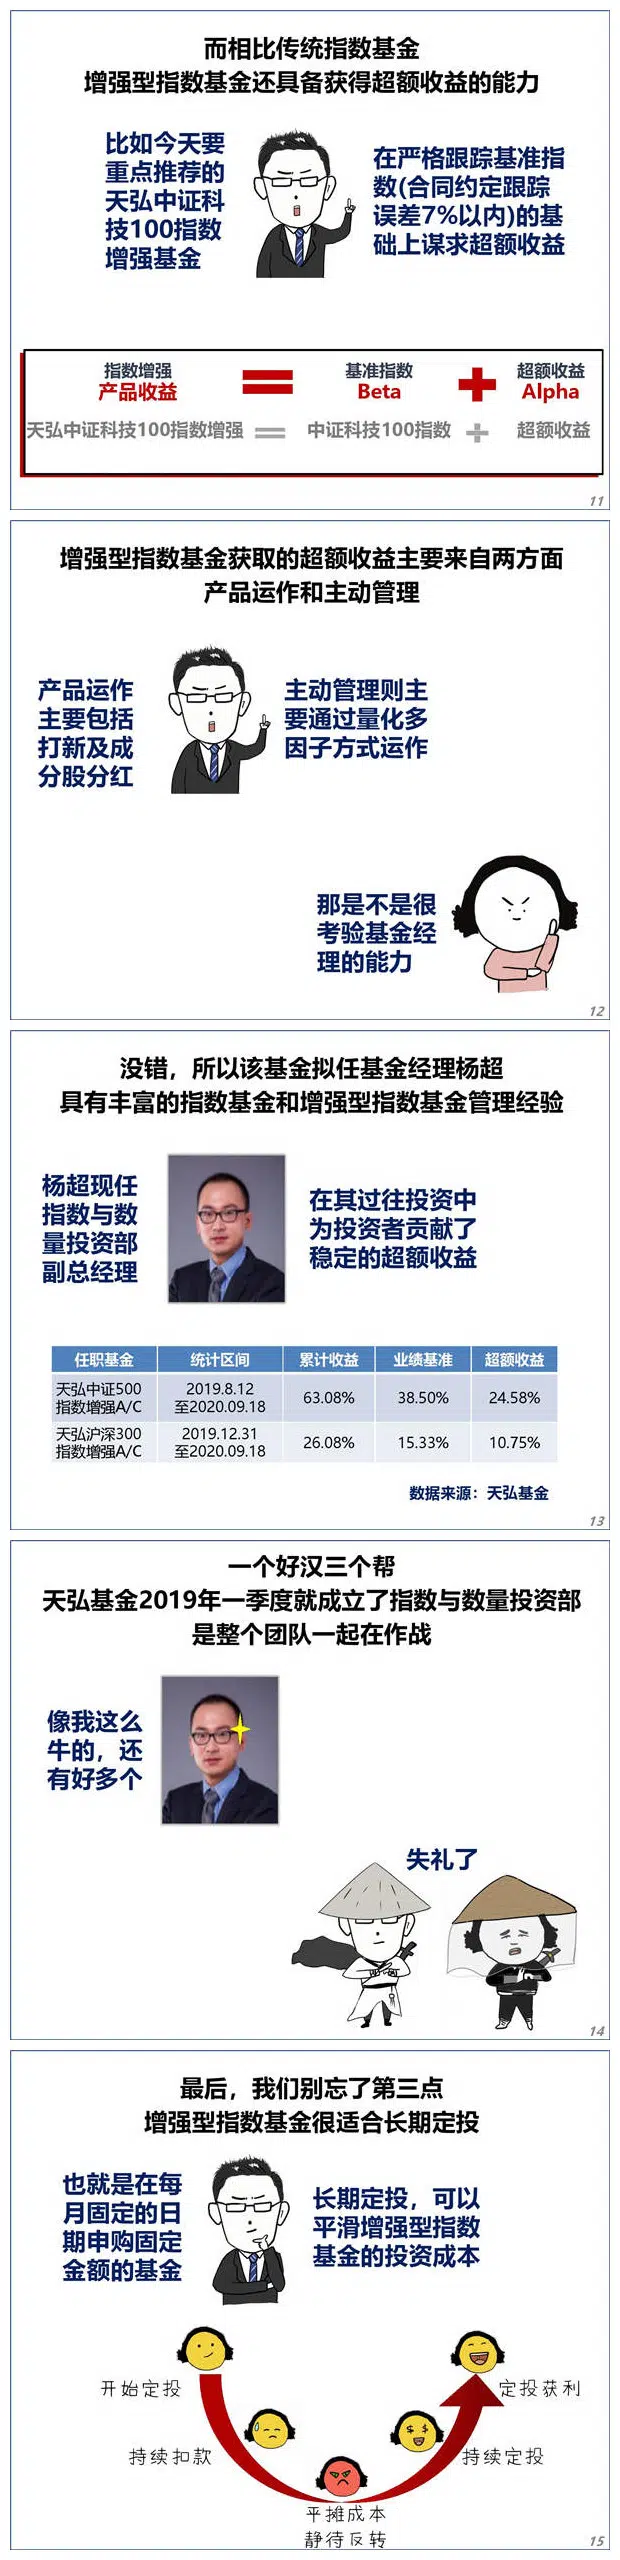 而相比传统指数基金
增强型指数基金还具备获得超额收益的能力
比如今天要
重点推荐的
天弘中证科
技100指数
增强基金
在严格跟踪基准指
数(合同约定跟踪
误差7%以内)的基
础上谋求超额收益
指数增强
产品收益
基准指数
Beta
超额收益
Alpha
天弘中证科技100指数增强
中证科技100指数
超额收益
11
增强型指数基金获取的超额收益主要来自两方面
产品运作和主动管理
产品运作
主要包括
打新及成
分股分红
主动管理则主
要通过量化多
因子方式运作
那是不是很
考验基金经
理的能力
12
没错，所以该基金拟任基金经理杨超
具有丰富的指数基金和增强型指数基金管理经验
杨超现任
指数与数
量投资部
副总经理
在其过往投资中
为投资者贡献了
稳定的超额收益
任职基金 统计区间 累计收益 业绩基准 超额收益
天弘中证500
指数增强A/C
2019.8.12
至2020.09.18
63.08% 38.50% 24.58%
天弘沪深300
指数增强A/C
2019.12.31
至2020.09.18
26.08% 15.33% 10.75%
数据来源：天弘基金
13
一个好汉三个帮
天弘基金2019年一季度就成立了指数与数量投资部
是整个团队一起在作战
像我这么
牛的，还
有好多个
失礼了
14
最后，我们别忘了第三点
增强型指数基金很适合长期定投
也就是在每
月固定的日
期申购固定
金额的基金
长期定投，可以
平滑增强型指数
基金的投资成本
开始定投
定投获利
持续扣款
持续定投
平摊成本
静待反转
15